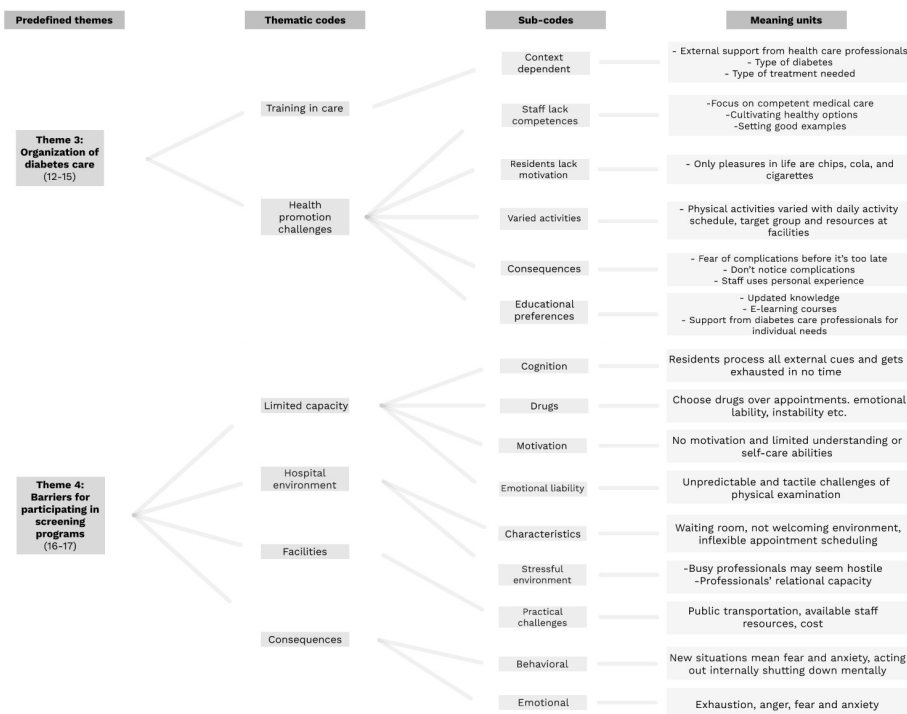 Predefined themes
Thematic codes
Sub-codes
Meaning units
Theme 3:
Organization of
diabetes care
(12-15)
Training in care
Health
promotion
challenges
Context
dependent
Staff lack
competences
Residents lack
motivation
Varied activities
Consequences
Educational
preferences
- External support from health care professionals
- Type of diabetes
- Type of treatment needed
-Focus on competent medical care
-Cultivating healthy options
-Setting good examples
- Only pleasures in life are chips, cola, and
cigarettes
- Physical activities varied with daily activity
schedule, target group and resources at
facilities
- Fear of complications before it's too late
- Don't notice complications
- Staff uses personal experience
- Updated knowledge
- E-learning courses
- Support from diabetes care professionals for
individual needs
Theme 4:
Barriers for
participating in
screening
programs
(16-17)
Limited capacity
Hospital
environment
Facilities
Consequences
Cognition
Drugs
Motivation
Emotional liability
Characteristics
Stressful
environment
Practical
challenges
Behavioral
Emotional
Residents process all external cues and gets
exhausted in no time
Choose drugs over appointments. emotional
lability, instability etc.
No motivation and limited understanding or
self-care abilities
Unpredictable and tactile challenges of
physical examination
Waiting room, not welcoming environment,
inflexible appointment scheduling
-Busy professionals may seem hostile
-Professionals' relational capacity
Public transportation, available staff
resources, cost
New situations mean fear and anxiety, acting
out internally shutting down mentally
Exhaustion, anger, fear and anxiety